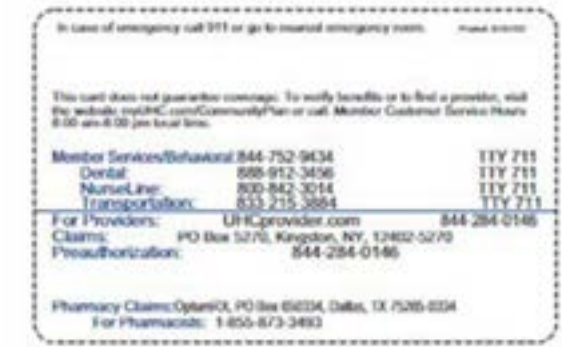 In case of emergency call 911 or go to nearest emergency room. Printed:
This card does not guarantee coverage. To verify benefits or to find a provider, visit
the website myUHC.com/CommunityPlan or call. Member Customer Service Hours
8:00 am-8:00 pm local time.
Member Services/Behavioral: 844-752-9434 TTY 711
Dental: 888-912-3456 TTY 711
NurseLine: 800-842-3014 TTY 711
Transportation: 833-215-3884 TTY 711
For Providers: UHCprovider.com 844-284-0146
Claims: PO Box 5270, Kingston, NY, 12402-5270
Preauthorization: 844-284-0146
Pharmacy Claims: OptumRX, PO Box 650334, Dallas, TX 75265-0334
For Pharmacists: 1-855-873-3493